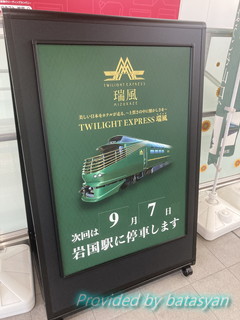 TWILIGHT EXPRESS
瑞風
MIZUKAZE
美しい日本をホテルが走る。〜上質さの中に懐かしさを〜
TWILIGHT EXPRESS 瑞風
次回は 9月 7日
岩国駅に停車します
Provided by batasyan